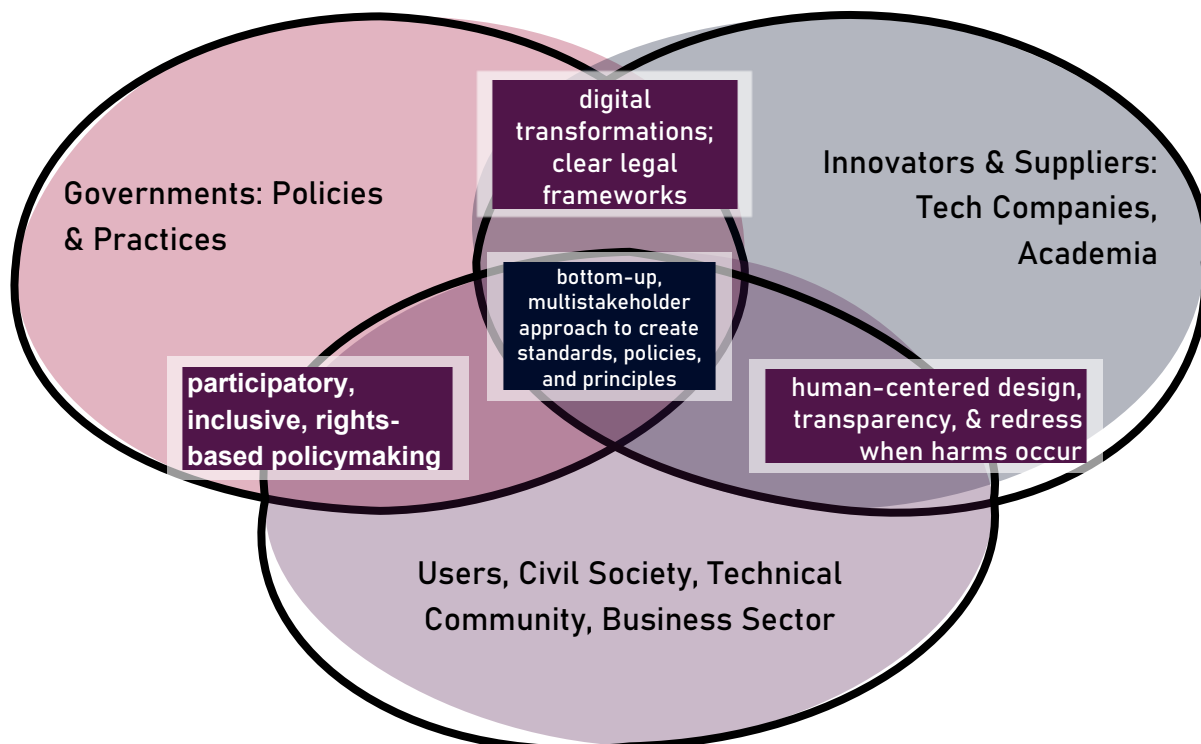 digital
transformations;
clear legal
frameworks
Governments: Policies
& Practices
Innovators & Suppliers:
Tech Companies,
Academia
bottom-up,
multistakeholder
approach to create
standards, policies,
and principles
participatory,
inclusive, rights-
based policymaking
human-centered design,
transparency, & redress
when harms occur
Users, Civil Society, Technical
Community, Business Sector